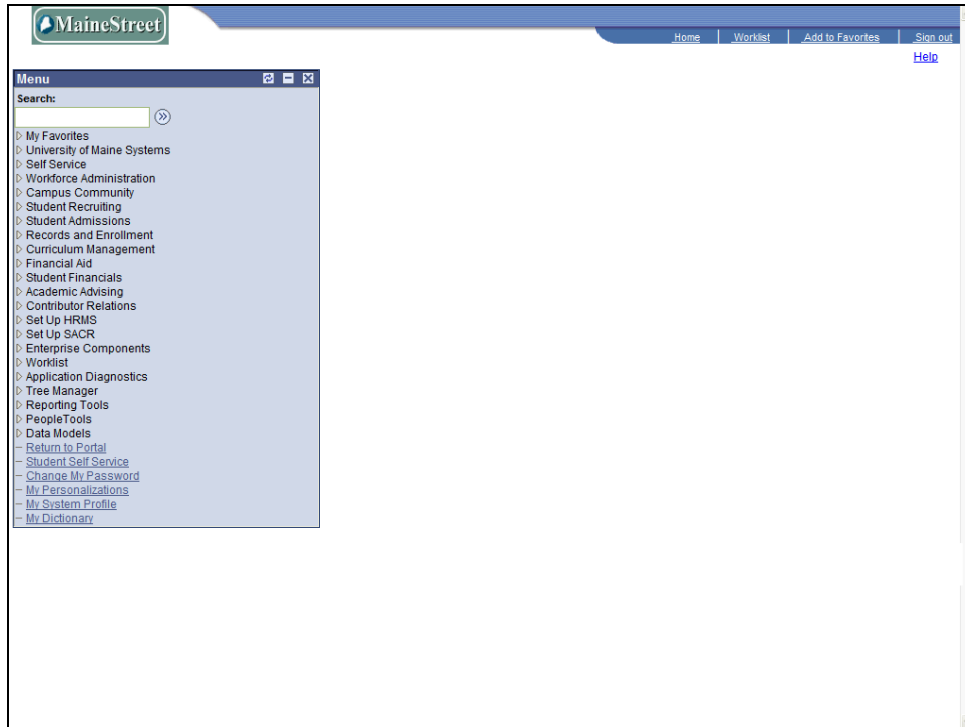 MaineStreet
Home Worklist Add to Favorites Sign out
Help
Menu
Search:
My Favorites
University of Maine Systems
Self Service
Workforce Administration
Campus Community
Student Recruiting
Student Admissions
Records and Enrollment
Curriculum Management
Financial Aid
Student Financials
Academic Advising
Contributor Relations
Set Up HRMS
Set Up SACR
Enterprise Components
Worklist
Application Diagnostics
Tree Manager
Reporting Tools
PeopleTools
Data Models
Return to Portal
Student Self Service
Change My Password
My Personalizations
My System Profile
My Dictionary